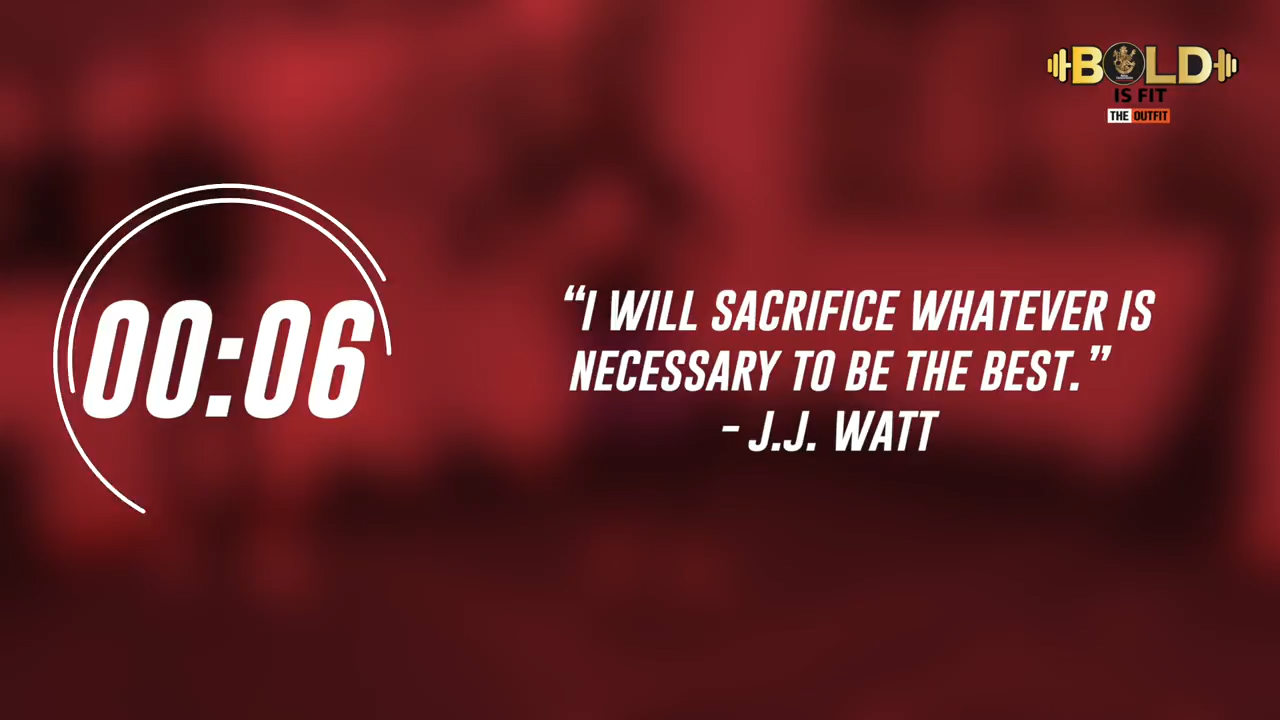 BOLD
IS FIT
THE OUTFIT
00:06
“I WILL SACRIFICE WHATEVER IS
NECESSARY TO BE THE BEST.”
- J.J. WATT